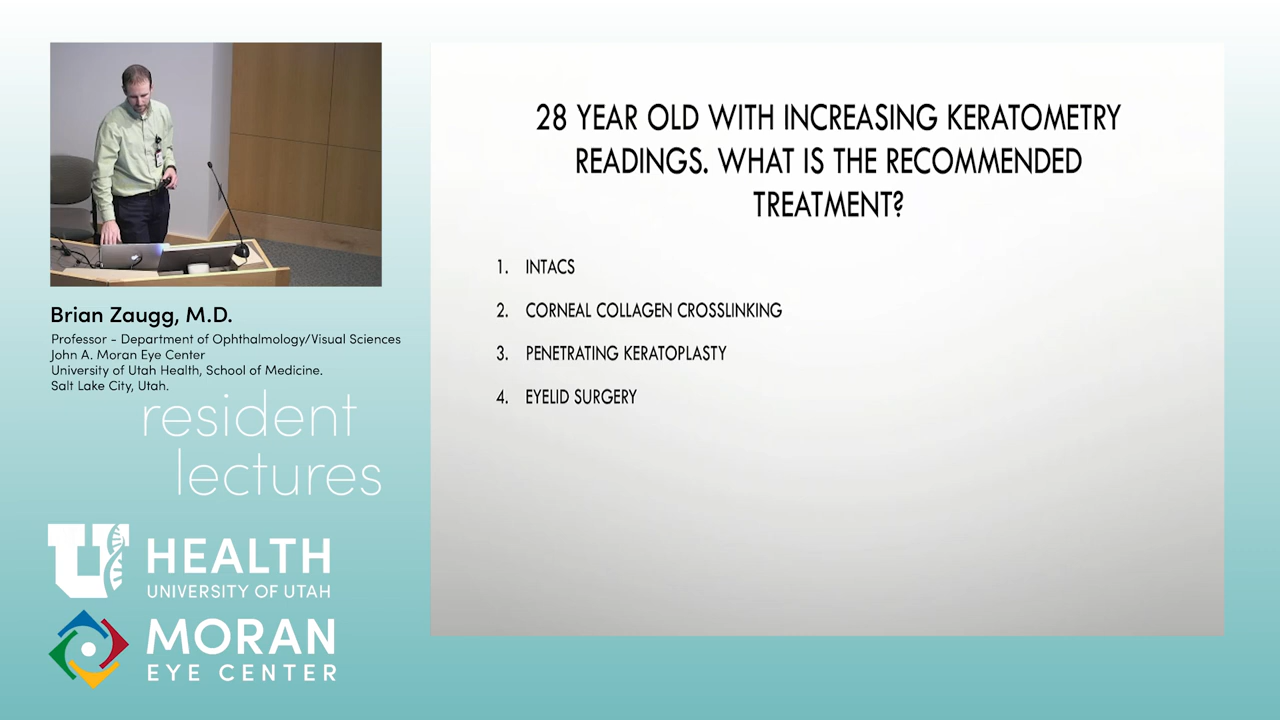 28 YEAR OLD WITH INCREASING KERATOMETRY
READINGS. WHAT IS THE RECOMMENDED
TREATMENT?
1. INTACS
2. CORNEAL COLLAGEN CROSSLINKING
3. PENETRATING KERATOPLASTY
4. EYELID SURGERY
Brian Zaugg, M.D.
Professor - Department of Ophthalmology/Visual Sciences
John A. Moran Eye Center
University of Utah Health, School of Medicine.
Salt Lake City, Utah.
resident
lectures
U HEALTH
UNIVERSITY OF UTAH
MORAN
EYE CENTER